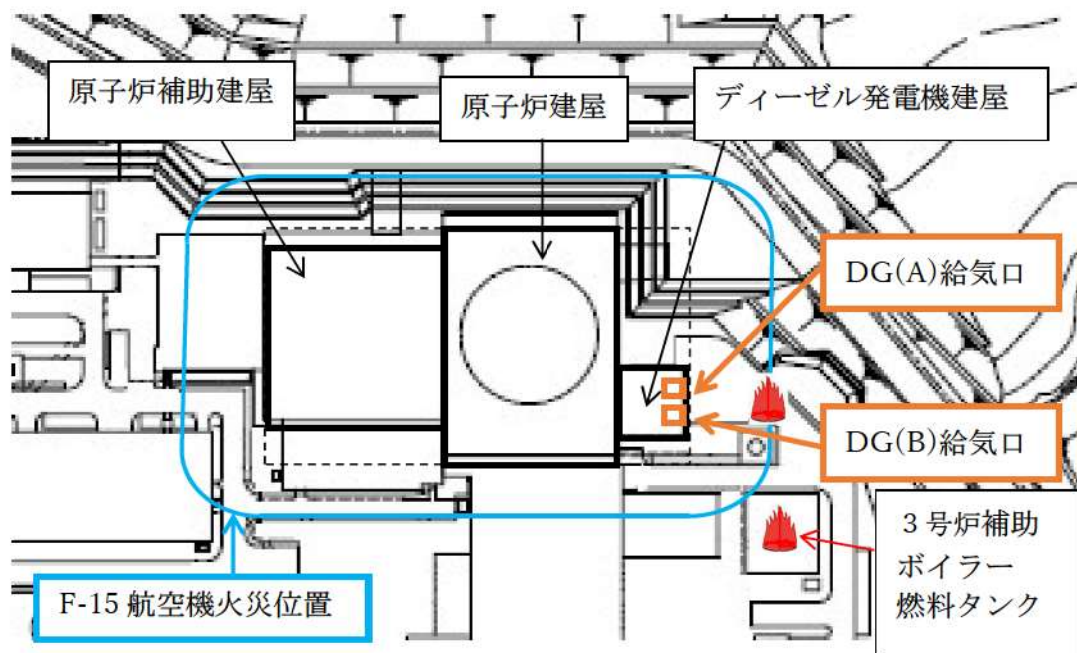 原子炉補助建屋
原子炉建屋
ディーゼル発電機建屋
DG(A)給気口
DG(B)給気口
3号炉補助
ボイラー
燃料タンク
F-15 航空機火災位置